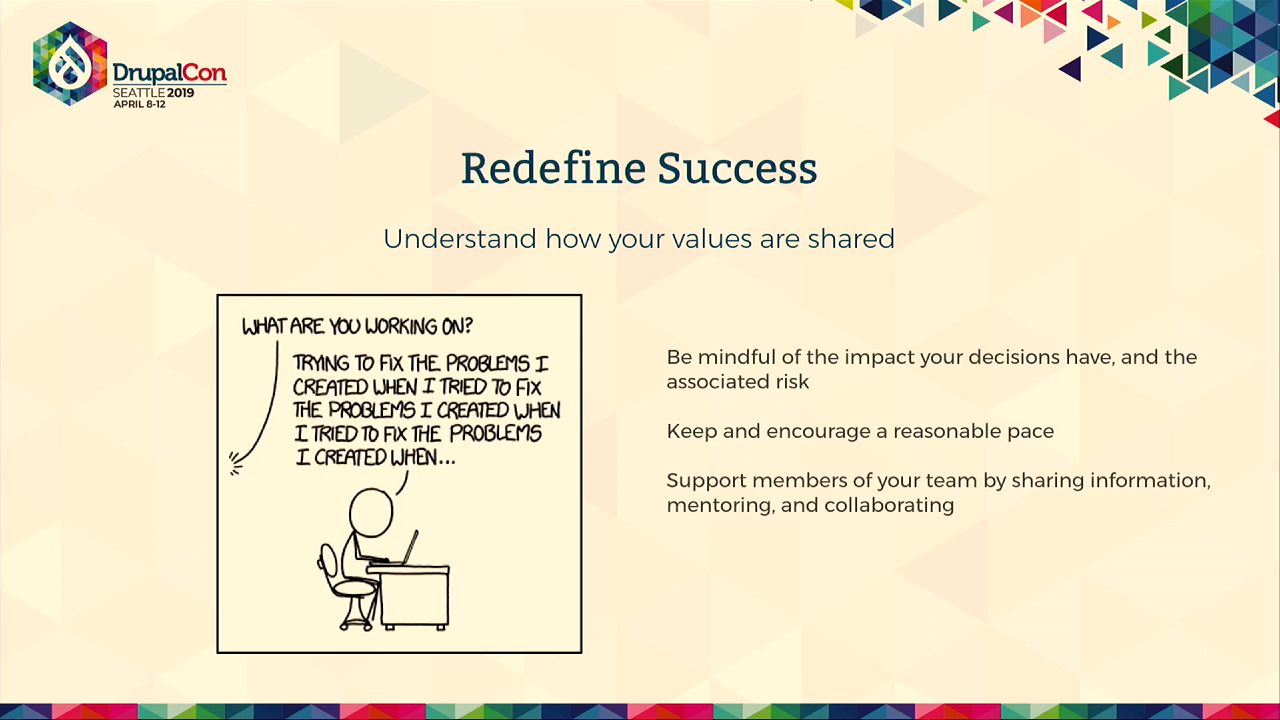 DrupalCon
SEATTLE 2019
APRIL 8-12
Redefine Success
Understand how your values are shared
WHAT ARE YOU WORKING ON?
TRYING TO FIX THE PROBLEMS I
CREATED WHEN I TRIED TO FIX
THE PROBLEMS I CREATED WHEN
I TRIED TO FIX THE PROBLEMS
I CREATED WHEN...
Be mindful of the impact your decisions have, and the
associated risk
Keep and encourage a reasonable pace
Support members of your team by sharing information,
mentoring, and collaborating